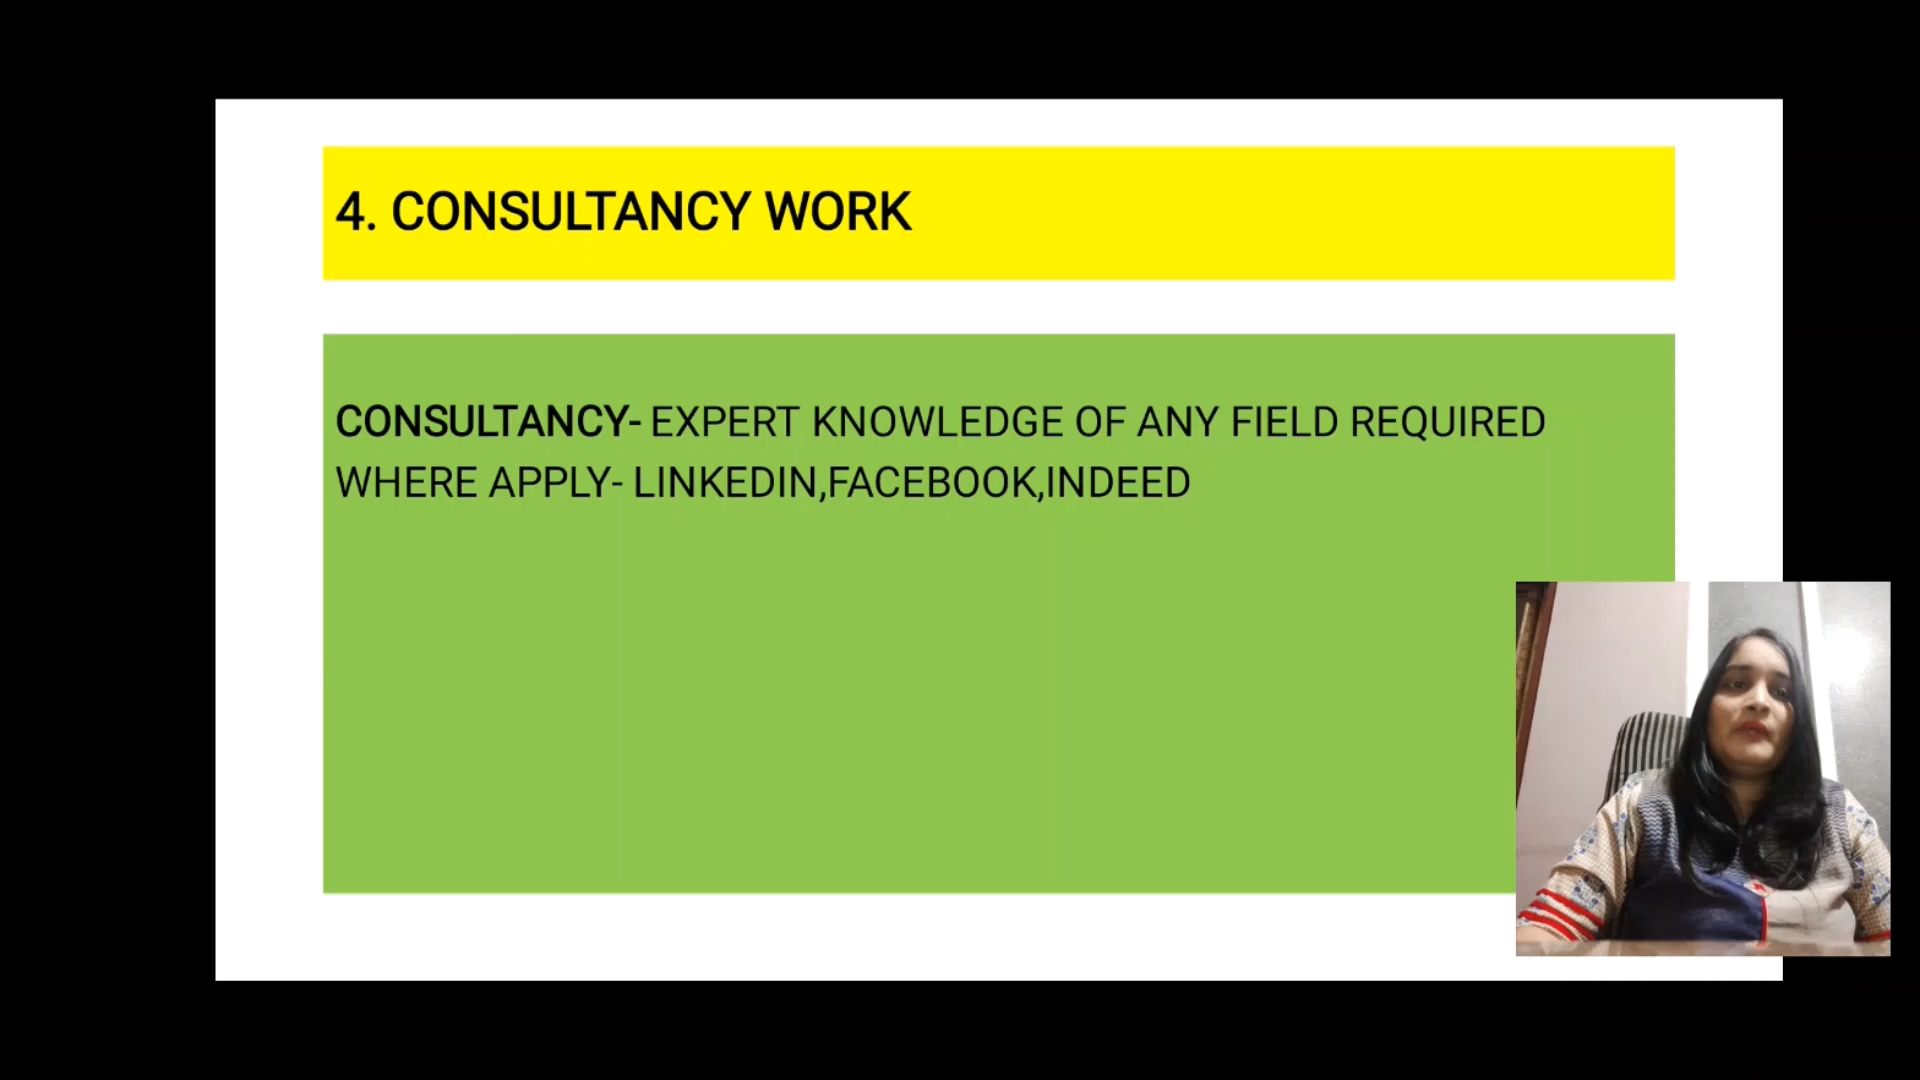 4. CONSULTANCY WORK
CONSULTANCY- EXPERT KNOWLEDGE OF ANY FIELD REQUIRED
WHERE APPLY- LINKEDIN,FACEBOOK,INDEED